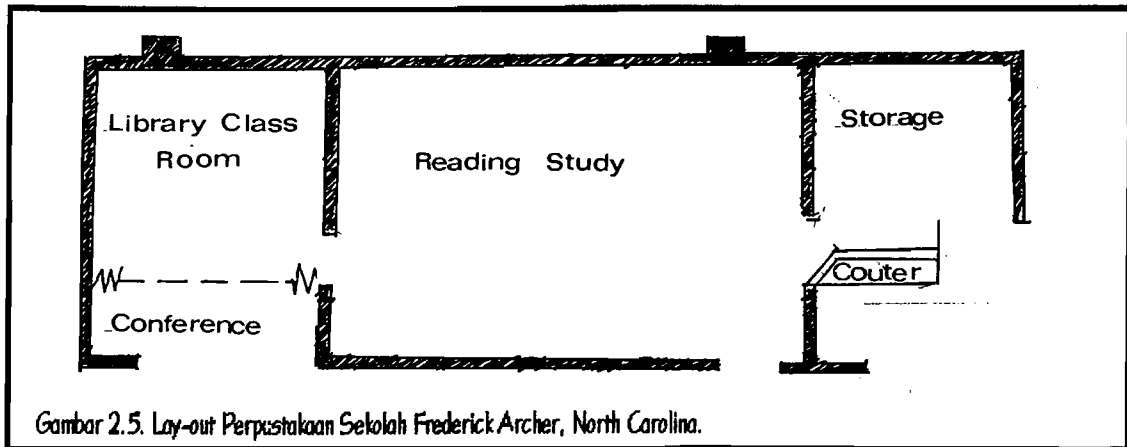 Library Class
Room
Reading Study
Storage
Couter
Conference
Gambar 2.5. Lay-out Perpustakaan Sekolah Frederick Archer, North Carolina.